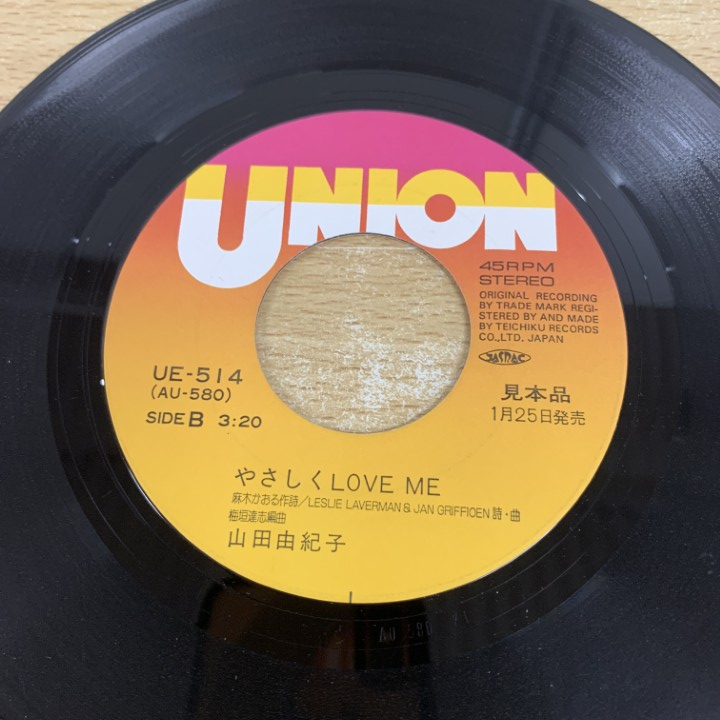 UNION
45RPM
STEREO
ORIGINAL RECORDING
BY TRADE MARK REGI-
STERED BY AND MADE
BY TEICHIKU RECORDS
CO.,LTD. JAPAN
JASRAC
UE-514
(AU-580)
SIDE B 3:20
見本品
1月25日発売
やさしくLOVE ME
麻木かおる作詩/LESLIE LAVERMAN & JAN GRIFFIOEN 詩・曲
梅垣達志編曲
山田由紀子